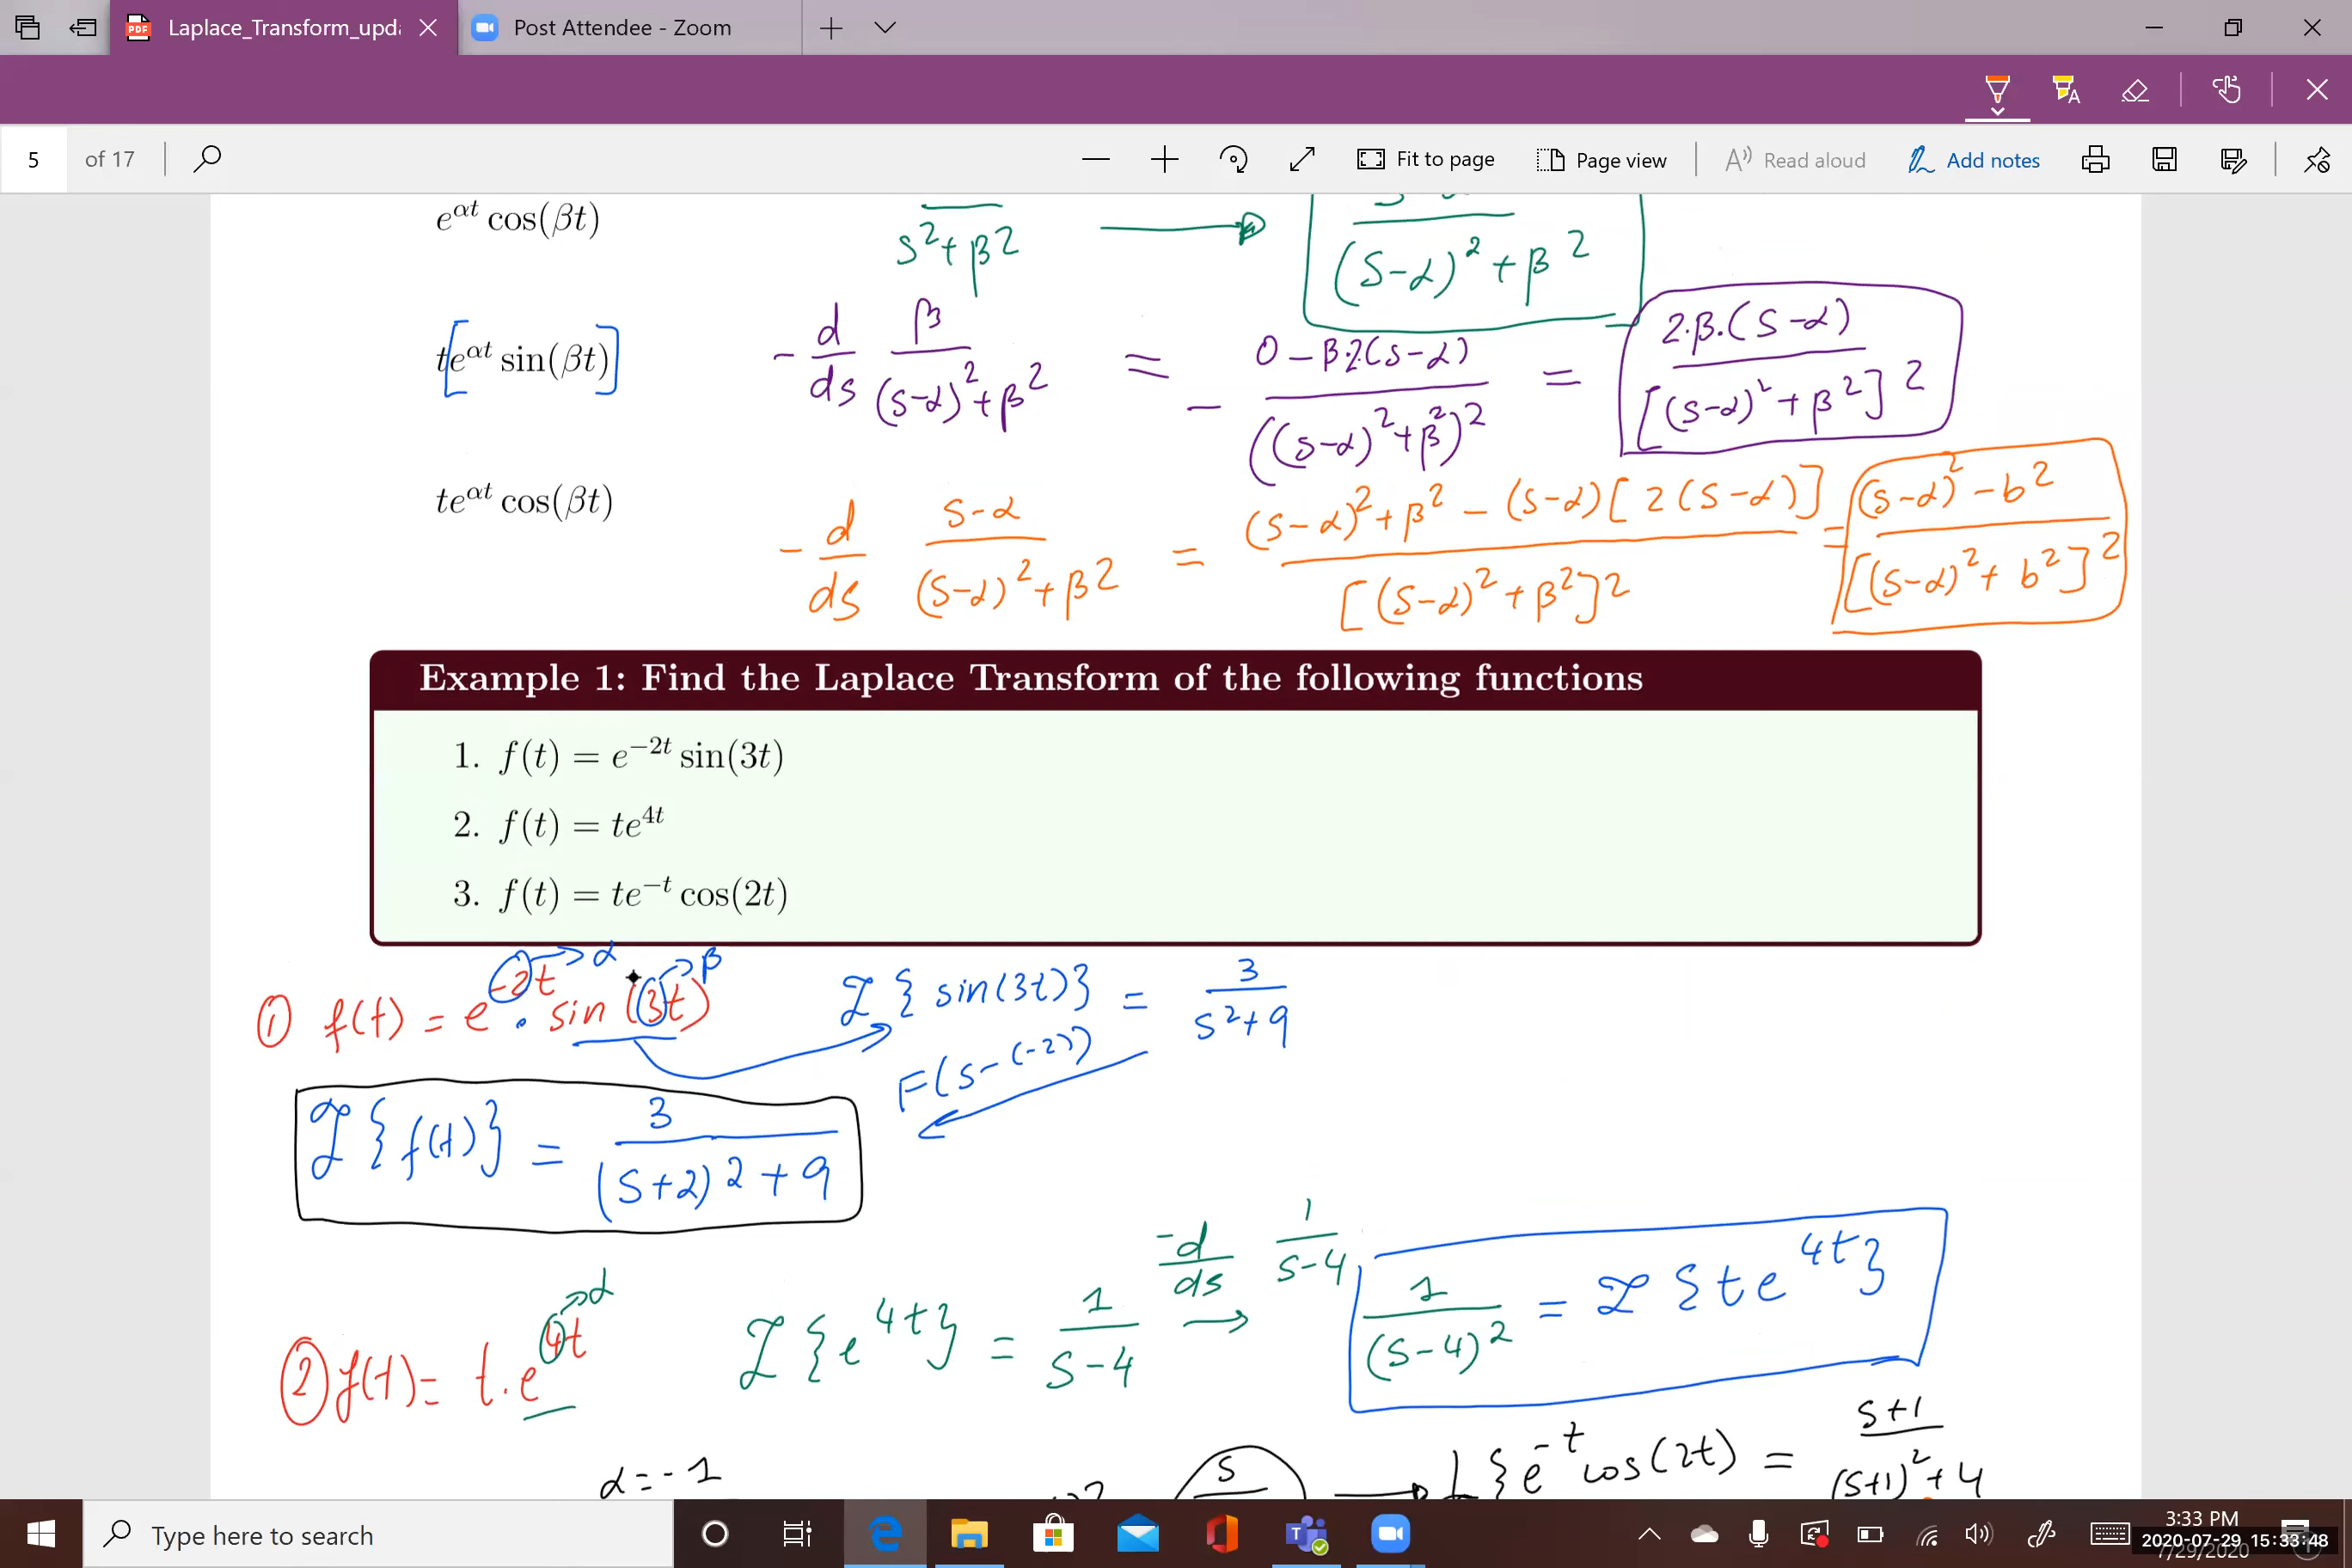 Laplace_Transform_upd
Post Attendee - Zoom
5 of 17
Fit to page
Page view
Read aloud
Add notes
e^{αt} cos(βt)
s²+β² → (s-α)²+β²
te^{αt} sin(βt)
-d/ds β/((s-α)²+β²) = -(0-β·2(s-α))/((s-α)²+β²)² = 2·β·(s-α)/[(s-α)²+β²]²
te^{αt} cos(βt)
-d/ds (s-α)/((s-α)²+β²) = ((s-α)²+β²-(s-α)[2(s-α)])/[(s-α)²+β²]² = ((s-α)²-b²)/[(s-α)²+b²]²
Example 1: Find the Laplace Transform of the following functions
1. f(t) = e^{-2t} sin(3t)
2. f(t) = te^{4t}
3. f(t) = te^{-t} cos(2t)
① f(t) = e^{-2t} · sin(3t) α β ℒ{sin(3t)} = 3/(s²+9)
F(s-(-2))
ℒ{f(t)} = 3/((s+2)²+9)
② f(t) = t·e^{4t} α ℒ{e^{4t}} = 1/(s-4) -d/ds 1/(s-4) → 1/(s-4)² = ℒ{te^{4t}}
α=-1 s → L{e^{-t}cos(2t) = (s+1)/((s+1)²+4)
Type here to search
3:33 PM
2020-07-29 15:33:48